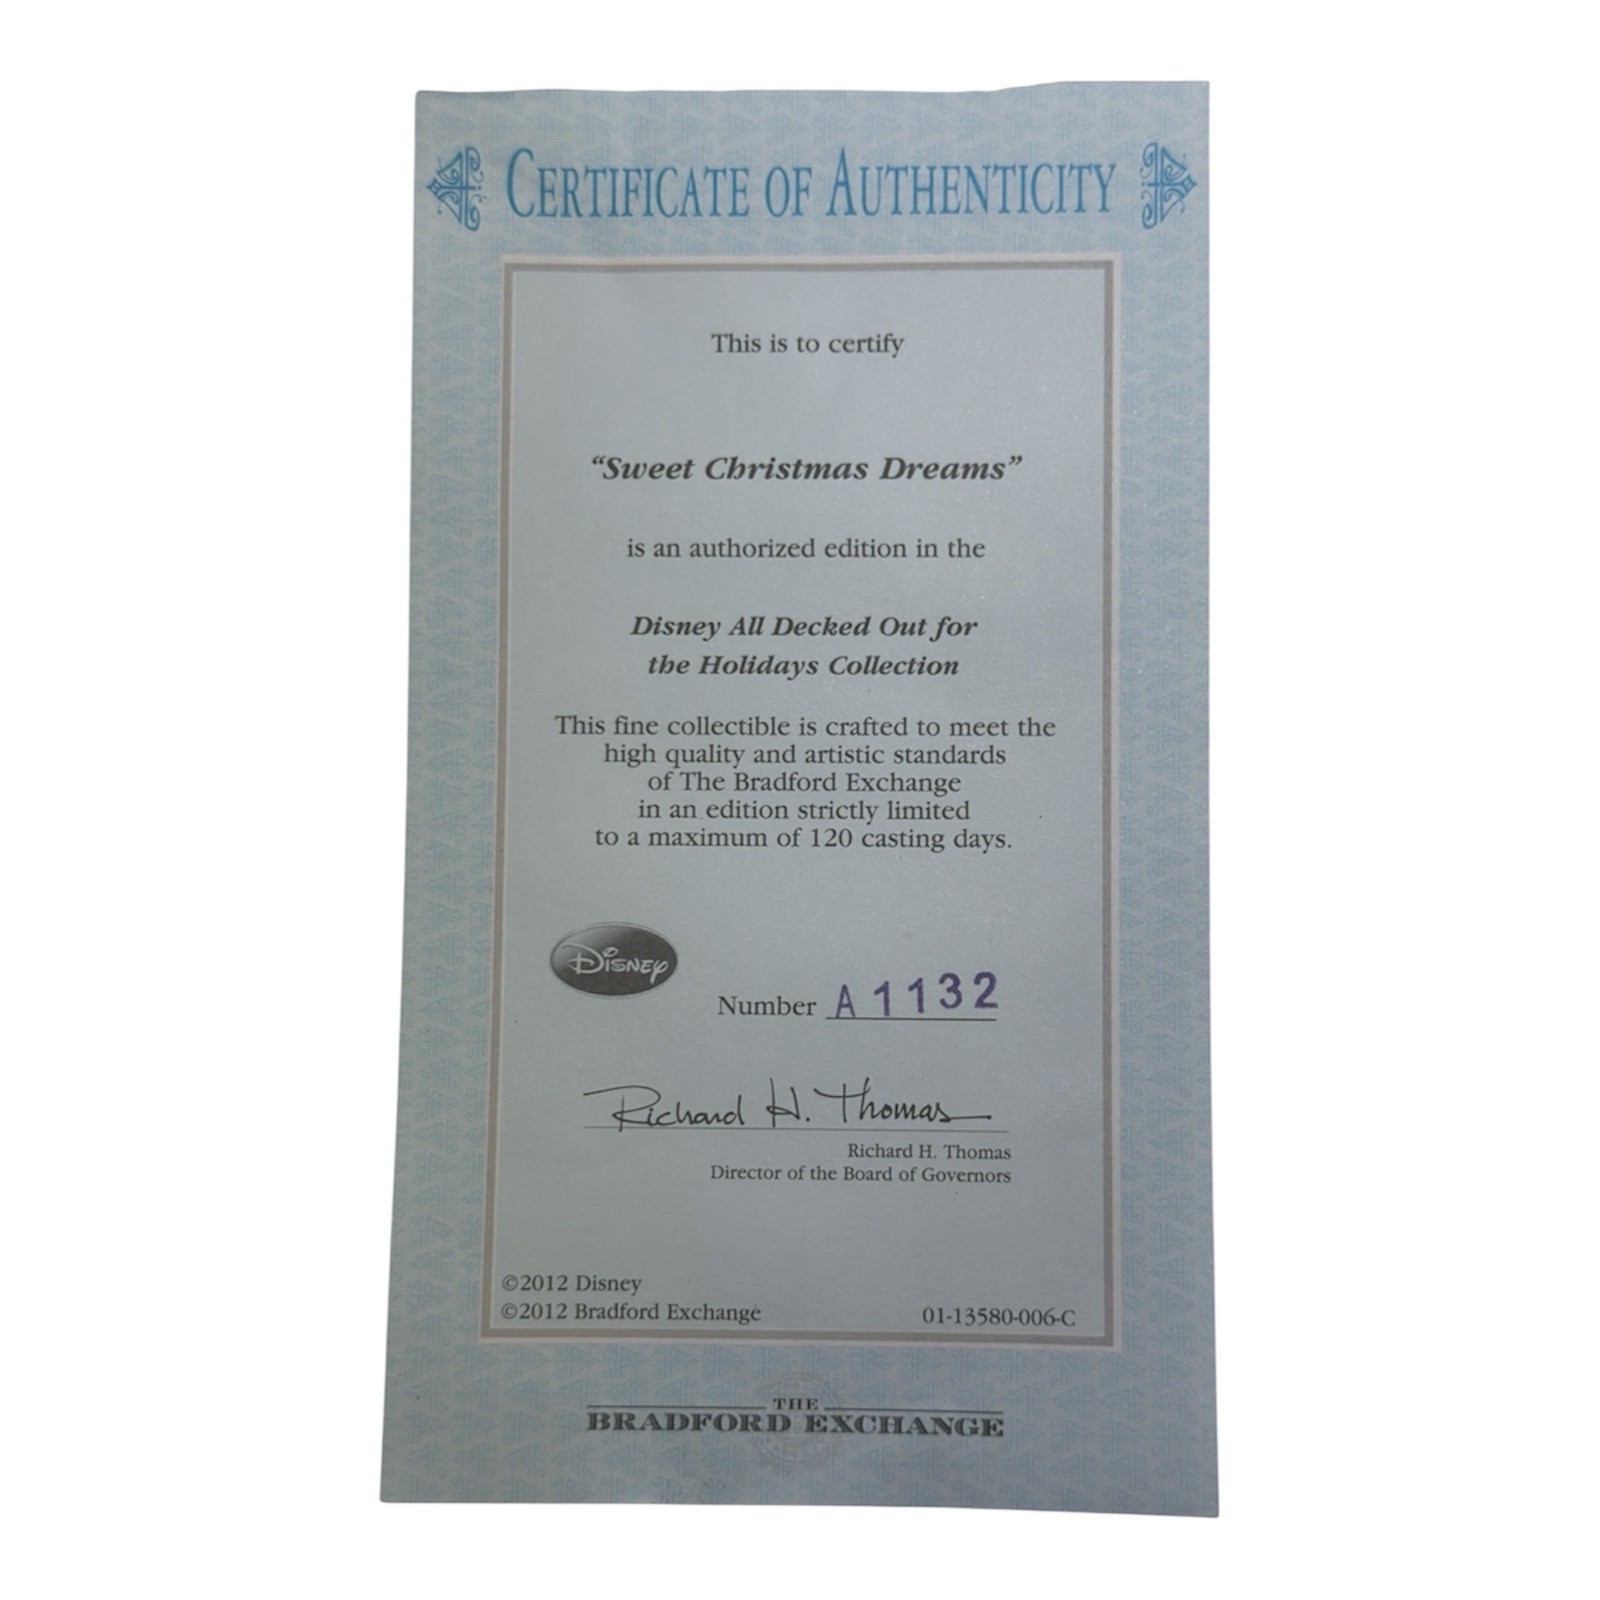 CERTIFICATE OF AUTHENTICITY
This is to certify
“Sweet Christmas Dreams”
is an authorized edition in the
Disney All Decked Out for
the Holidays Collection
This fine collectible is crafted to meet the
high quality and artistic standards
of The Bradford Exchange
in an edition strictly limited
to a maximum of 120 casting days.
Disney
Number A1132
Richard H. Thomas
Richard H. Thomas
Director of the Board of Governors
©2012 Disney
©2012 Bradford Exchange
01-13580-006-C
THE
BRADFORD EXCHANGE